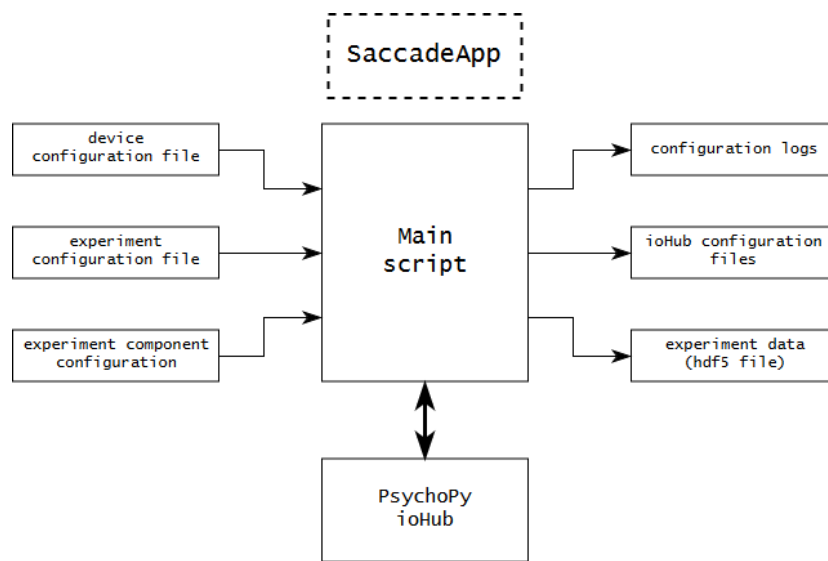 SaccadeApp
device
configuration file
experiment
configuration file
experiment component
configuration
Main
script
configuration logs
ioHub configuration
files
experiment data
(hdf5 file)
PsychoPy
ioHub